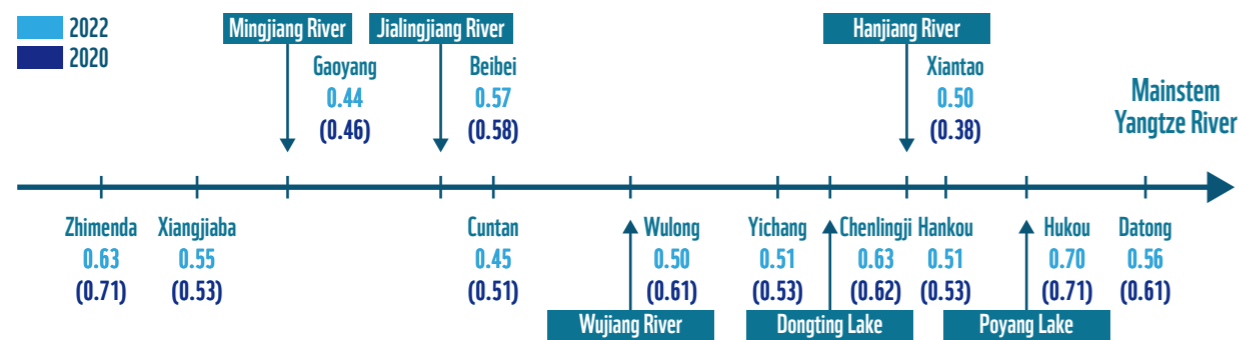 2022
2020
Mingjiang River
Jialingjiang River
Hanjiang River
Gaoyang
0.44
(0.46)
Beibei
0.57
(0.58)
Xiantao
0.50
(0.38)
Mainstem
Yangtze River
Zhimenda
0.63
(0.71)
Xiangjiaba
0.55
(0.53)
Cuntan
0.45
(0.51)
Wulong
0.50
(0.61)
Yichang
0.51
(0.53)
Chenlingji
0.63
(0.62)
Hankou
0.51
(0.53)
Hukou
0.70
(0.71)
Datong
0.56
(0.61)
Wujiang River
Dongting Lake
Poyang Lake